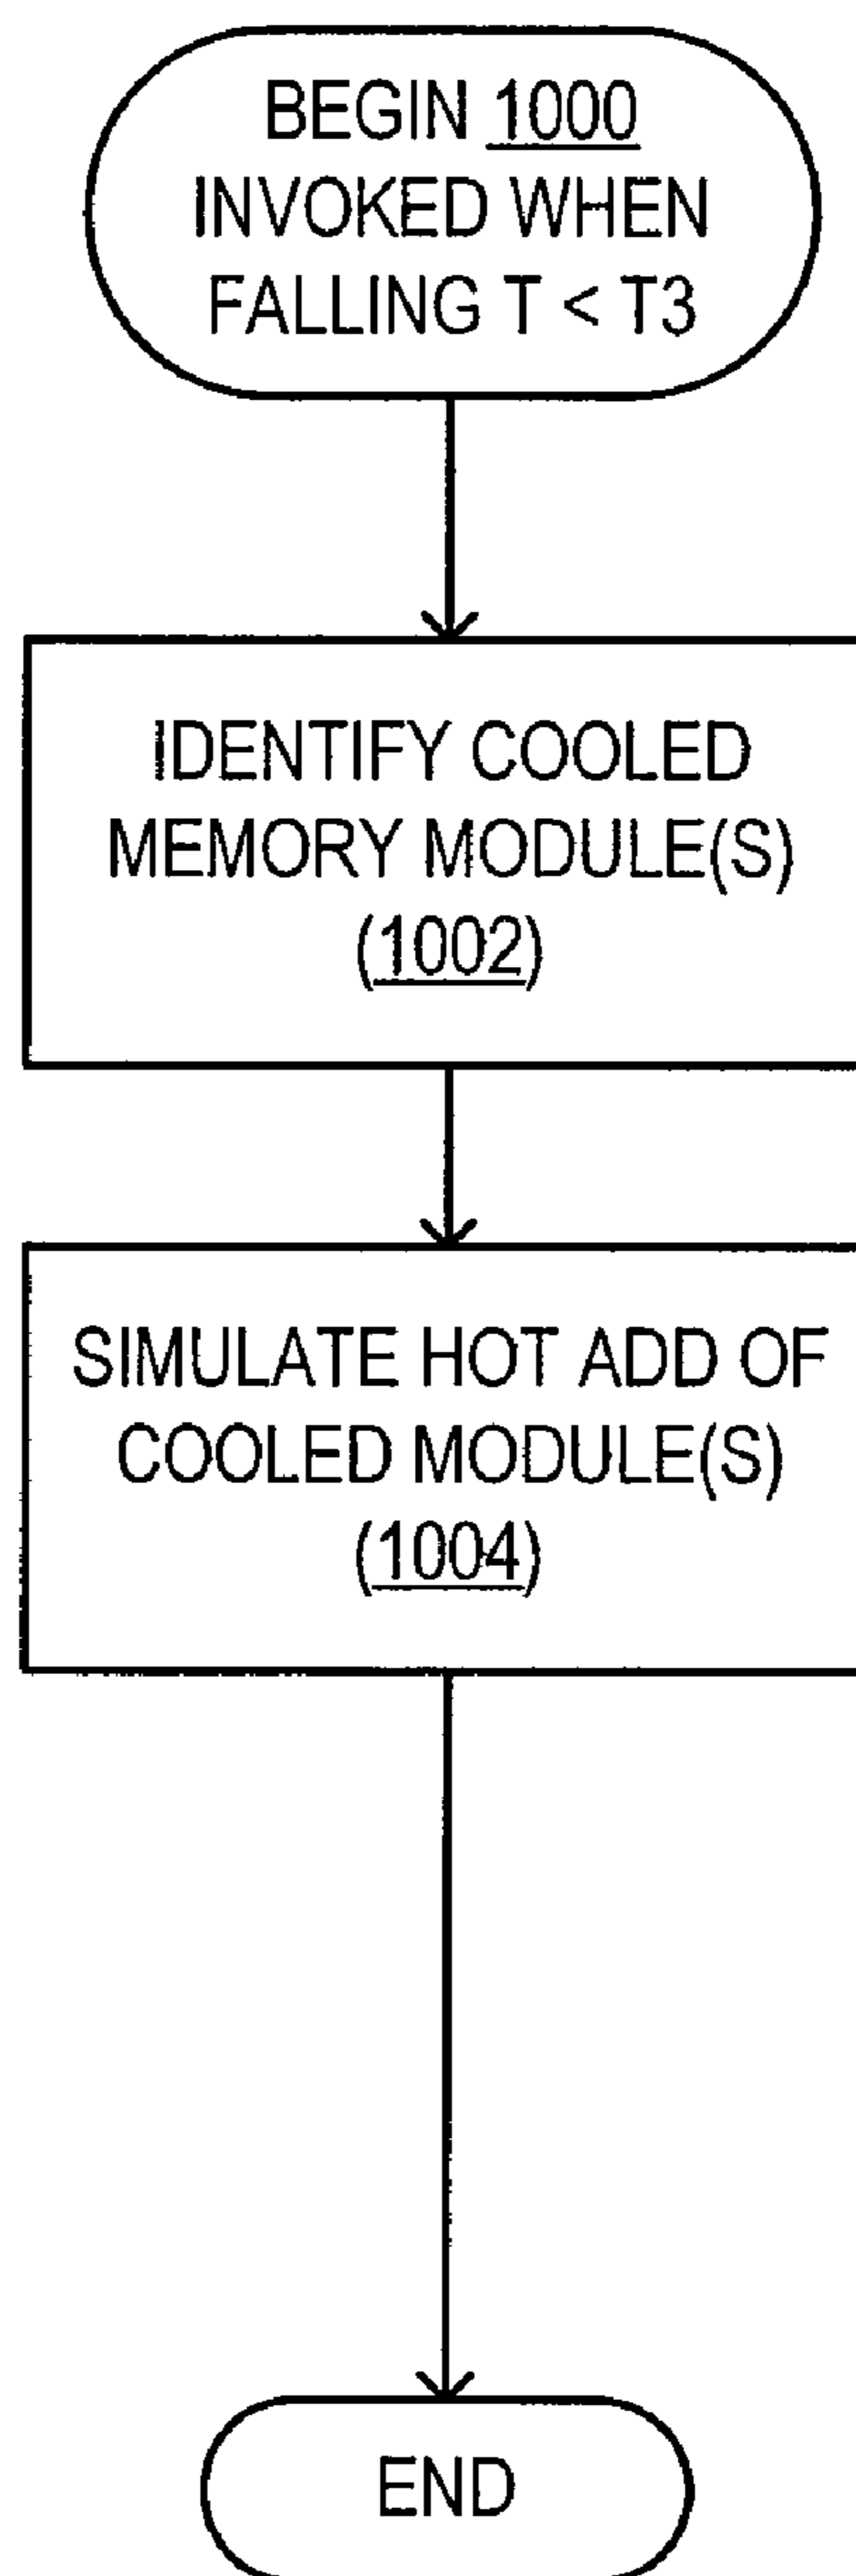 BEGIN 1000
INVOKED WHEN
FALLING T < T3
IDENTIFY COOLED
MEMORY MODULE(S)
(1002)
SIMULATE HOT ADD OF
COOLED MODULE(S)
(1004)
END